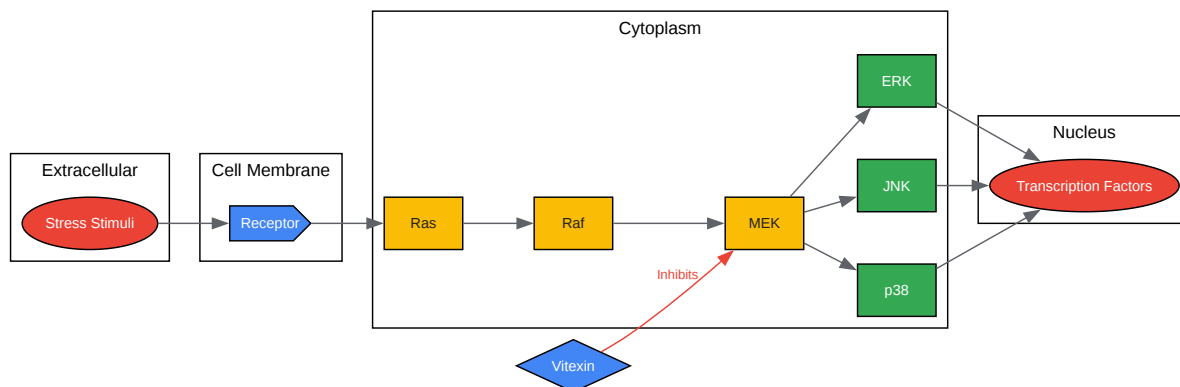 Cytoplasm
ERK
Extracellular
Cell Membrane
Nucleus
Stress Stimuli
Receptor
Ras
Raf
MEK
JNK
Transcription Factors
Inhibits
p38
Vitexin